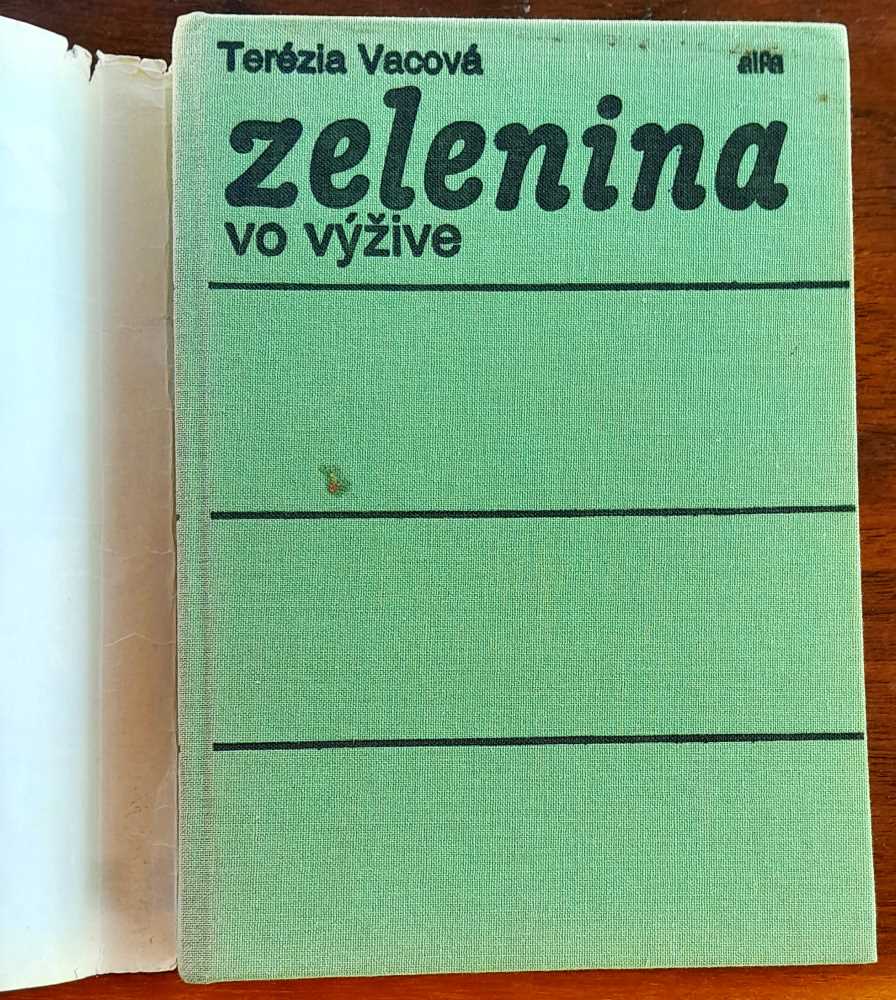 Terézia Vacová
alfa
zelenina
vo výžive